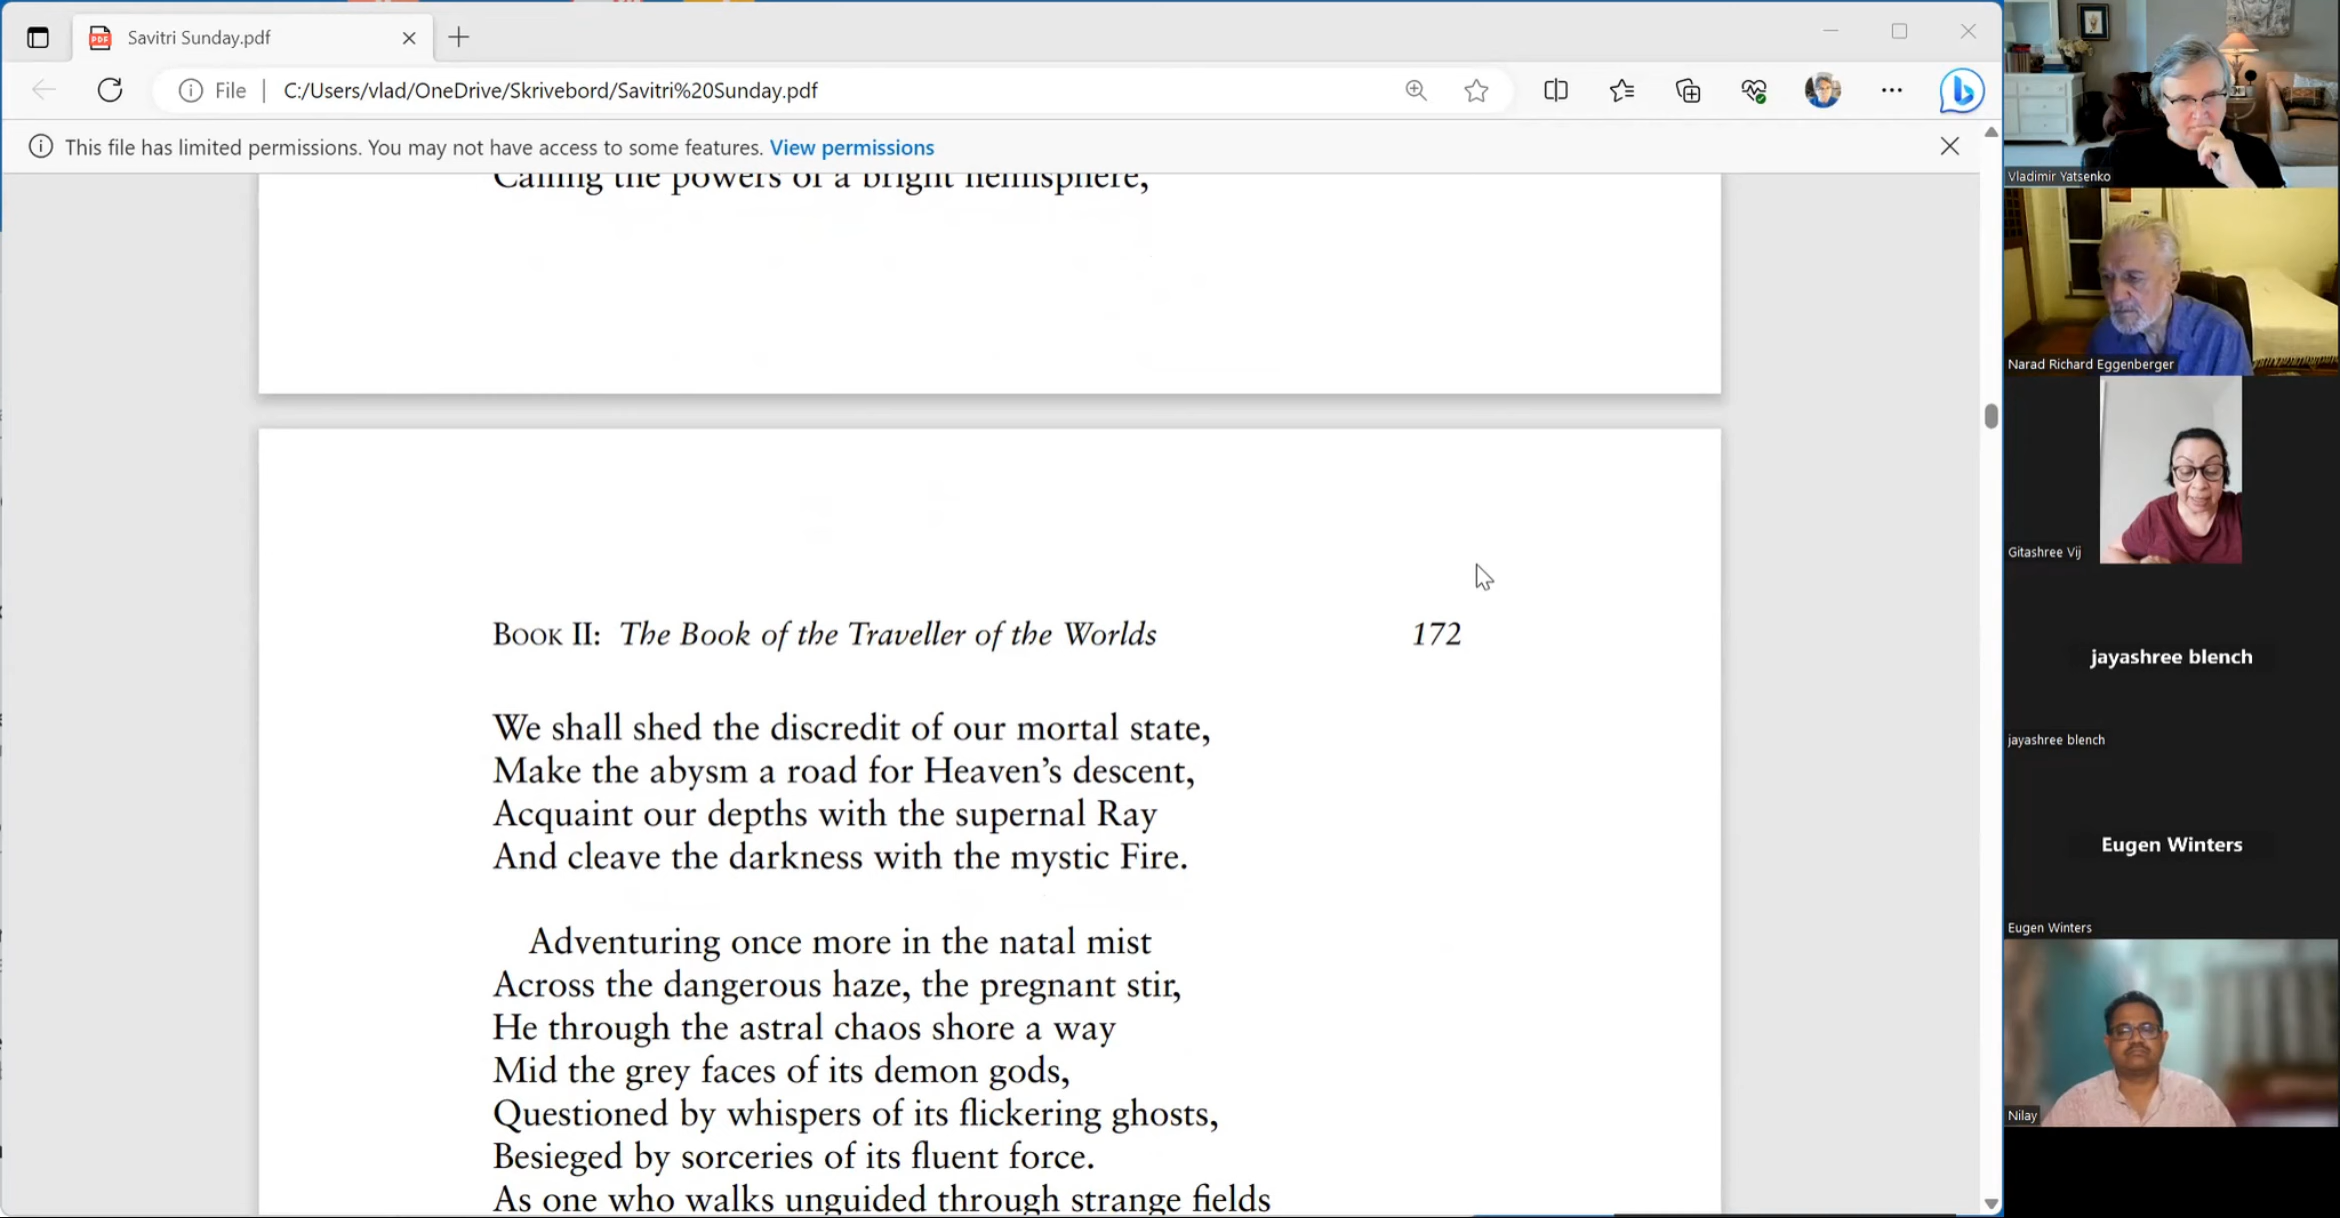 Savitri Sunday.pdf
File | C:/Users/vlad/OneDrive/Skrivebord/Savitri%20Sunday.pdf
This file has limited permissions. You may not have access to some features. View permissions
Calling the powers of a bright hemisphere,
BOOK II: The Book of the Traveller of the Worlds 172
We shall shed the discredit of our mortal state,
Make the abysm a road for Heaven’s descent,
Acquaint our depths with the supernal Ray
And cleave the darkness with the mystic Fire.
Adventuring once more in the natal mist
Across the dangerous haze, the pregnant stir,
He through the astral chaos shore a way
Mid the grey faces of its demon gods,
Questioned by whispers of its flickering ghosts,
Besieged by sorceries of its fluent force.
As one who walks unguided through strange fields
Vladimir Yatsenko
Narad Richard Eggenberger
Gitashree Vij
jayashree blench
jayashree blench
Eugen Winters
Eugen Winters
Nilay